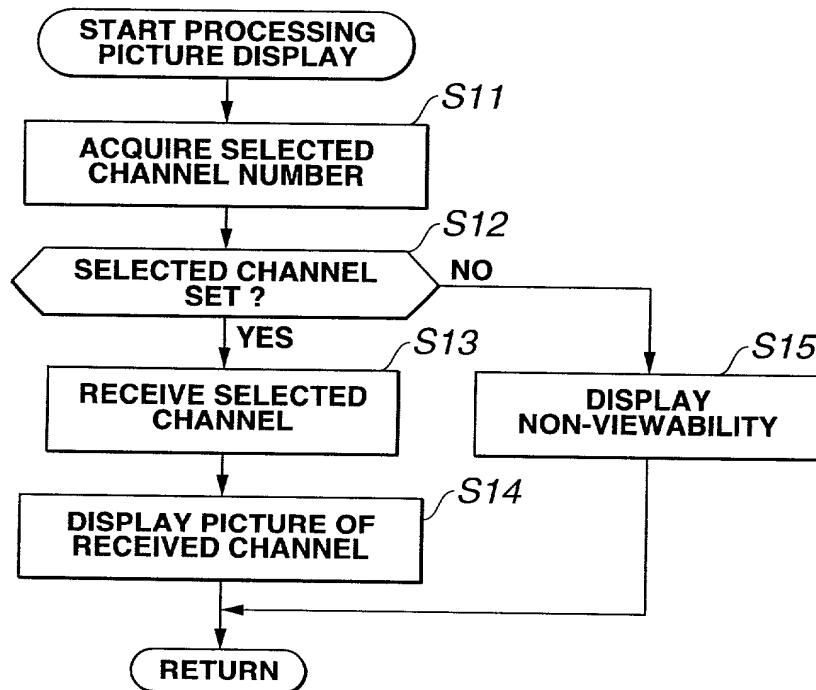 START PROCESSING
PICTURE DISPLAY
S11
ACQUIRE SELECTED
CHANNEL NUMBER
S12
SELECTED CHANNEL
SET ?
NO
YES
S13
RECEIVE SELECTED
CHANNEL
S15
DISPLAY
NON-VIEWABILITY
S14
DISPLAY PICTURE OF
RECEIVED CHANNEL
RETURN